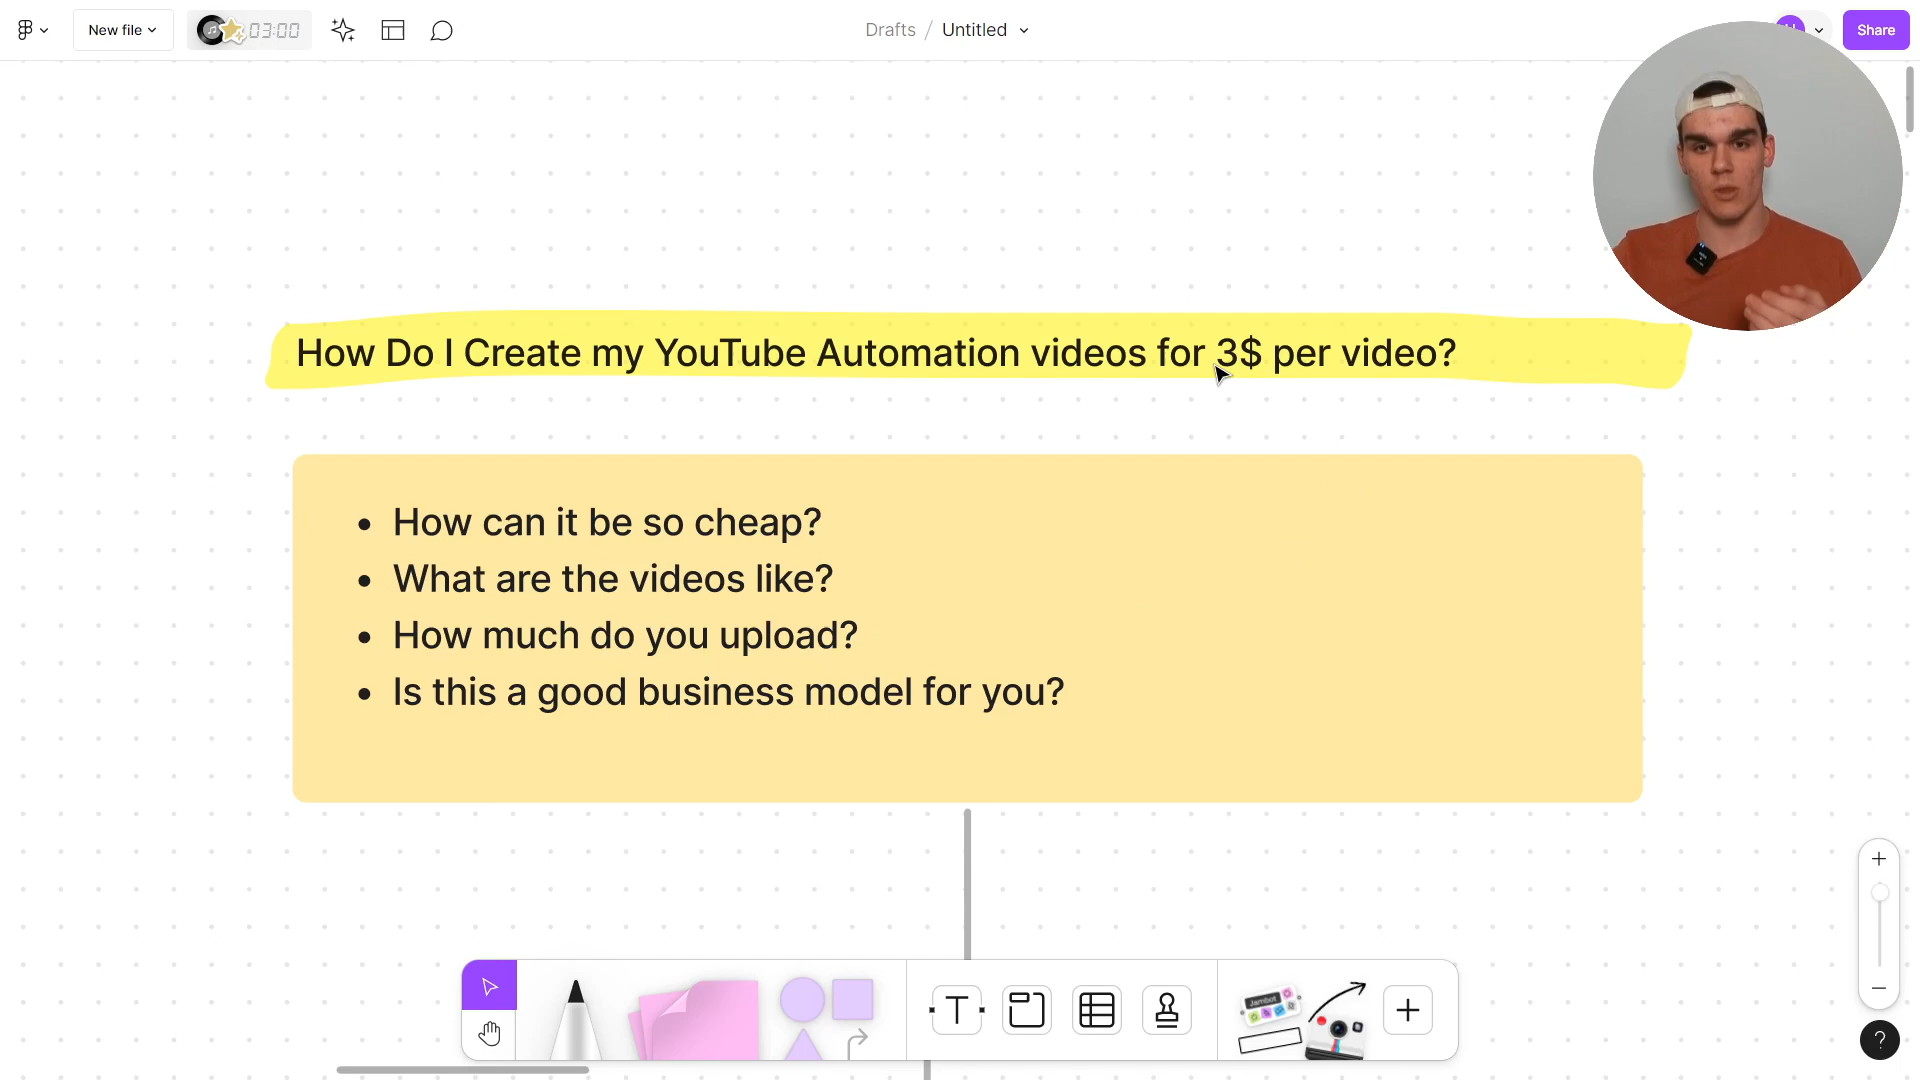 New file
03:00
Drafts / Untitled
Share
How Do I Create my YouTube Automation videos for 3$ per video?
• How can it be so cheap?
• What are the videos like?
• How much do you upload?
• Is this a good business model for you?
T
Jambot
?